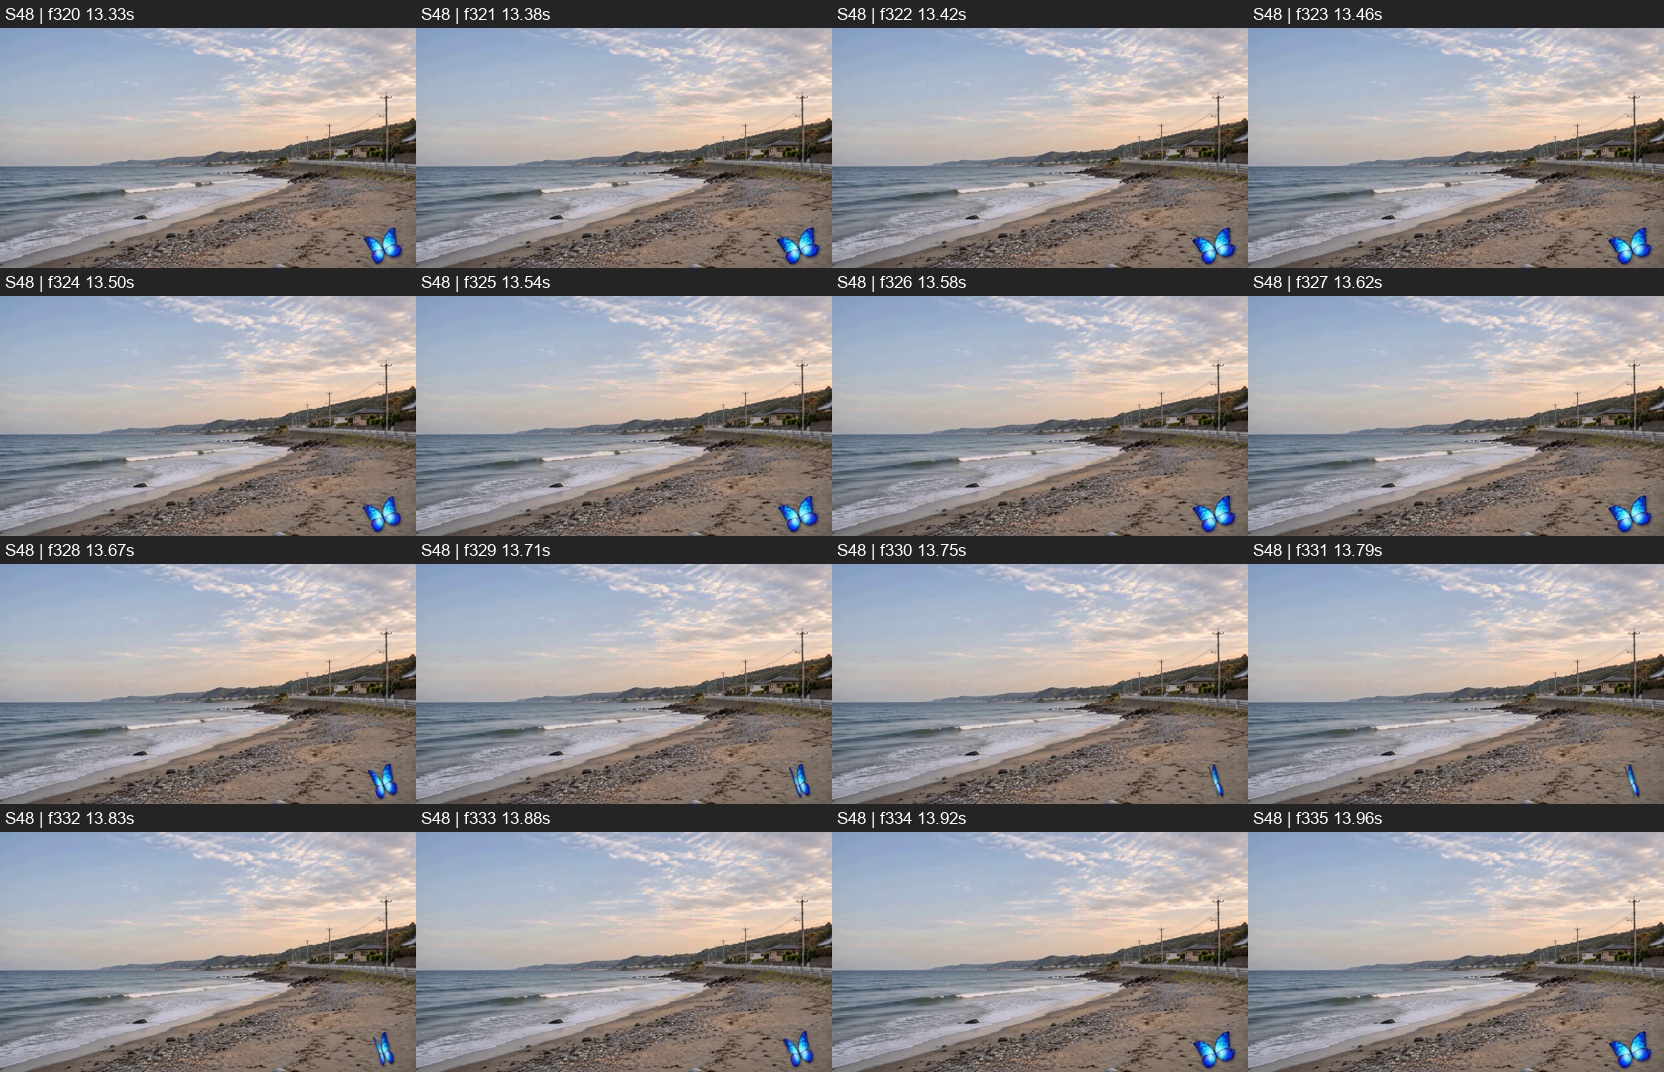 S48 | f320 13.33s
S48 | f321 13.38s
S48 | f322 13.42s
S48 | f323 13.46s
S48 | f324 13.50s
S48 | f325 13.54s
S48 | f326 13.58s
S48 | f327 13.62s
S48 | f328 13.67s
S48 | f329 13.71s
S48 | f330 13.75s
S48 | f331 13.79s
S48 | f332 13.83s
S48 | f333 13.88s
S48 | f334 13.92s
S48 | f335 13.96s